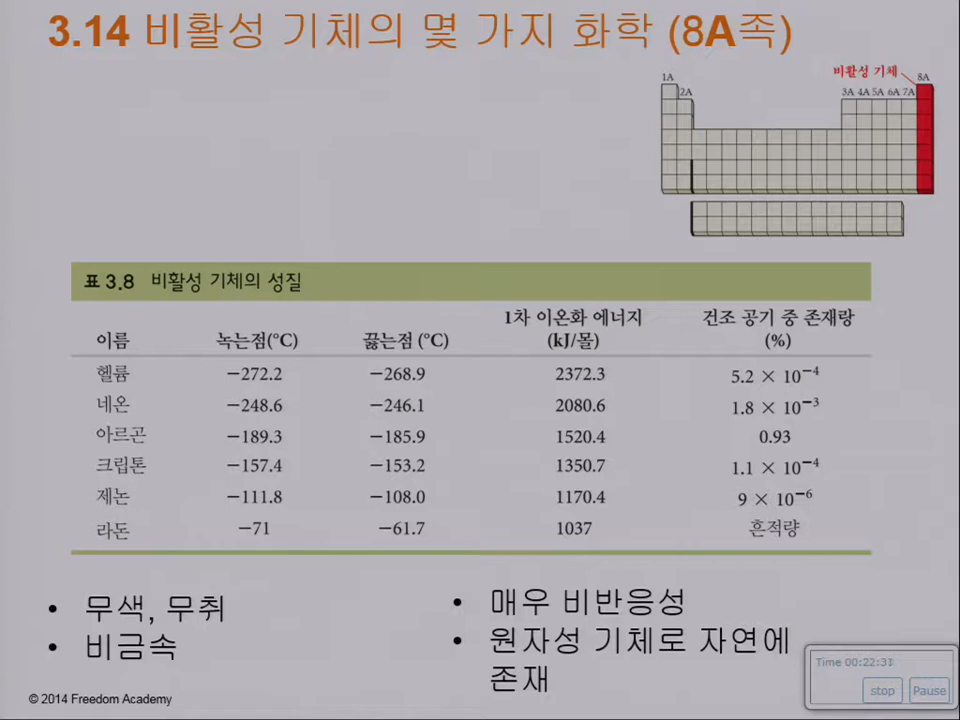 3.14 비활성 기체의 몇 가지 화학 (8A족)
비활성 기체
1A
8A
2A
3A 4A 5A 6A 7A
표 3.8 비활성 기체의 성질
이름 녹는점(°C) 끓는점 (°C) 1차 이온화 에너지 (kJ/몰) 건조 공기 중 존재량 (%)
헬륨 −272.2 −268.9 2372.3 5.2 × 10⁻⁴
네온 −248.6 −246.1 2080.6 1.8 × 10⁻³
아르곤 −189.3 −185.9 1520.4 0.93
크립톤 −157.4 −153.2 1350.7 1.1 × 10⁻⁴
제논 −111.8 −108.0 1170.4 9 × 10⁻⁶
라돈 −71 −61.7 1037 흔적량
• 무색, 무취
• 비금속
• 매우 비반응성
• 원자성 기체로 자연에
존재
Time 00:22:31
stop Pause
© 2014 Freedom Academy